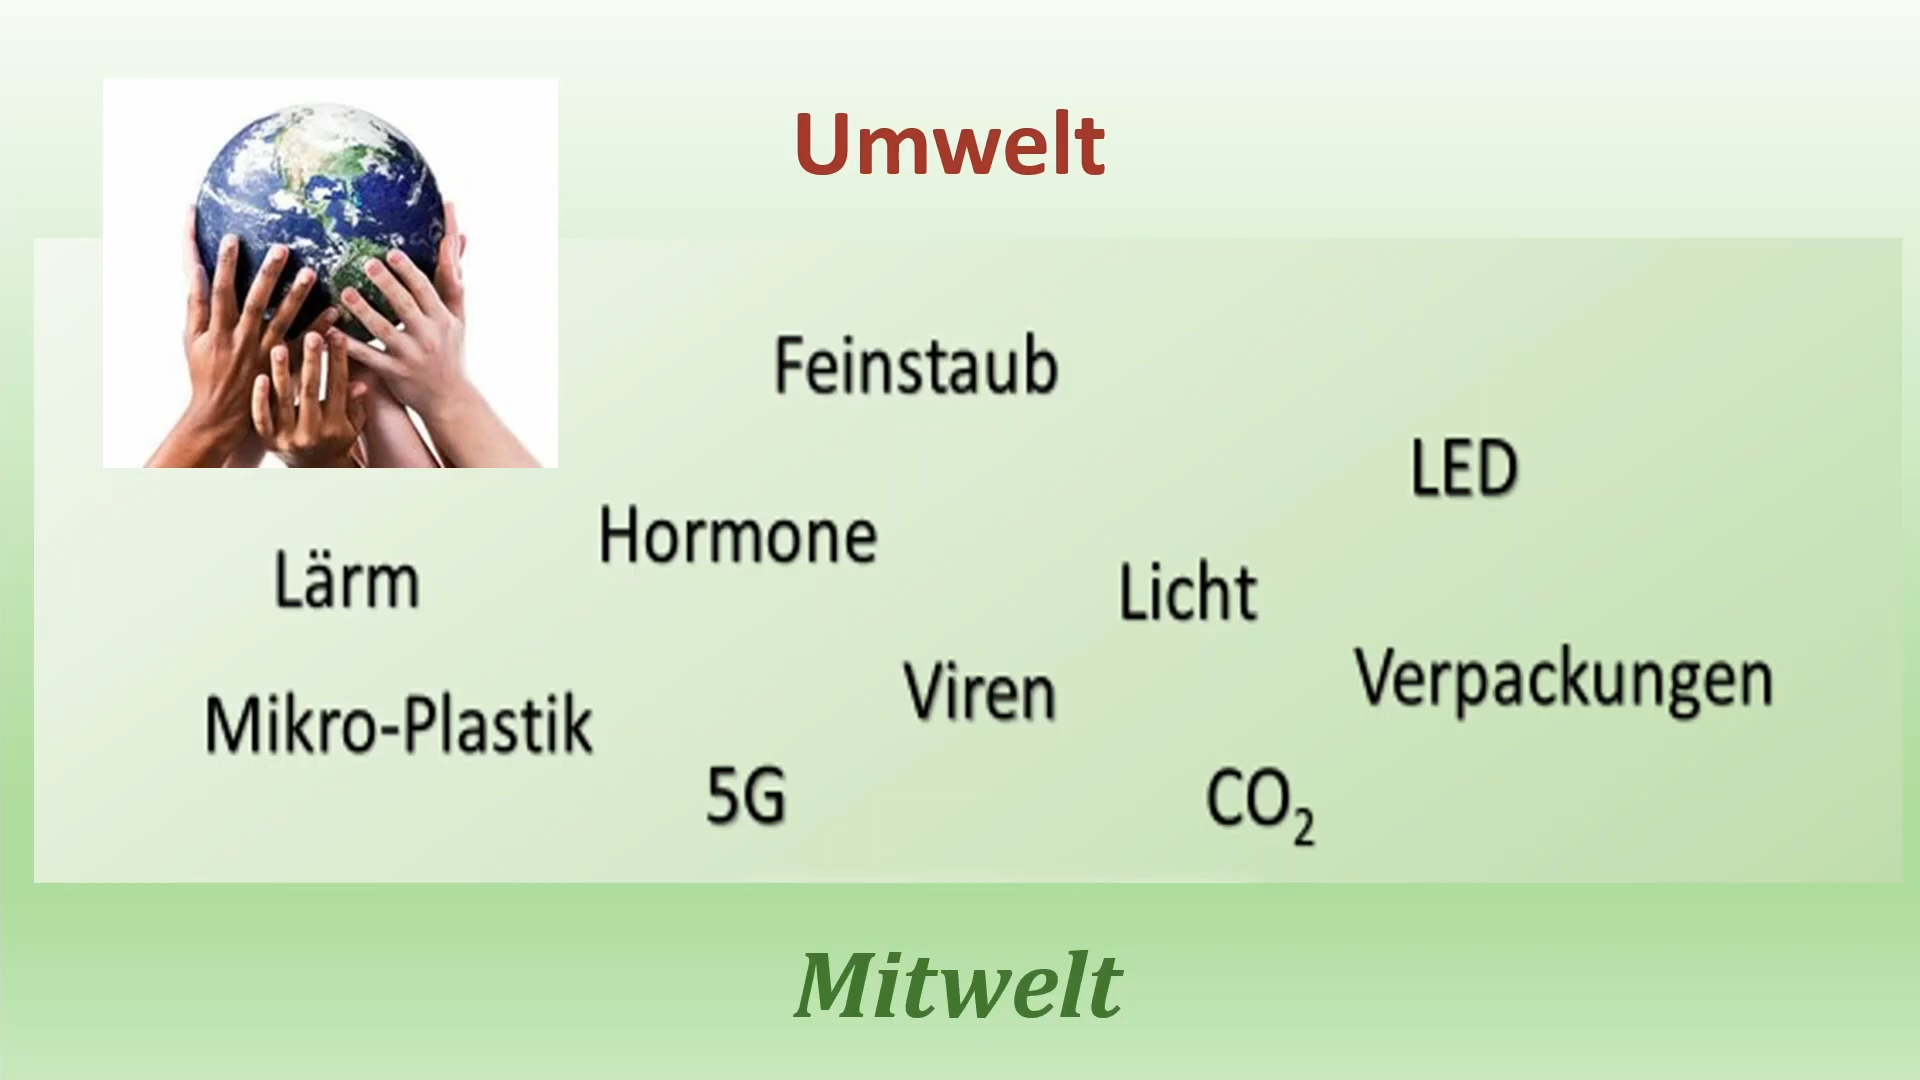 Umwelt
Feinstaub
LED
Hormone
Lärm
Licht
Verpackungen
Viren
Mikro-Plastik
5G
CO₂
Mitwelt